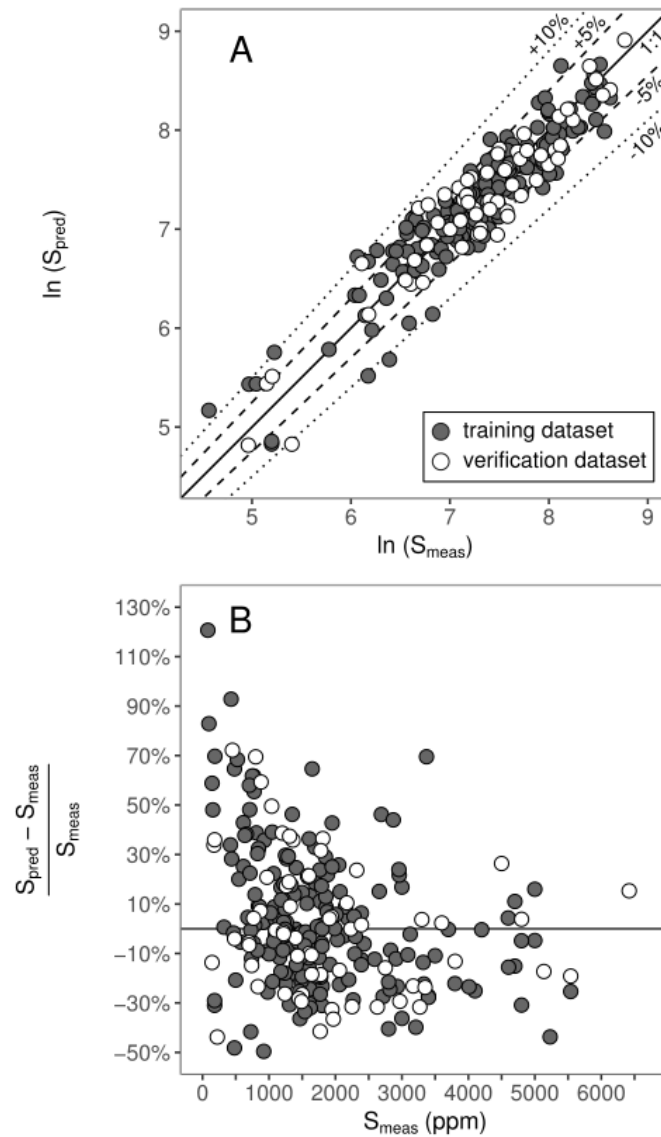 A
+10%
+5%
1:1
-5%
-10%
9
8
7
6
5
ln (Spred)
training dataset
verification dataset
5 6 7 8 9
ln (Smeas)
B
130%
110%
90%
70%
50%
30%
10%
−10%
−30%
−50%
Spred − Smeas
Smeas
0 1000 2000 3000 4000 5000 6000
Smeas (ppm)